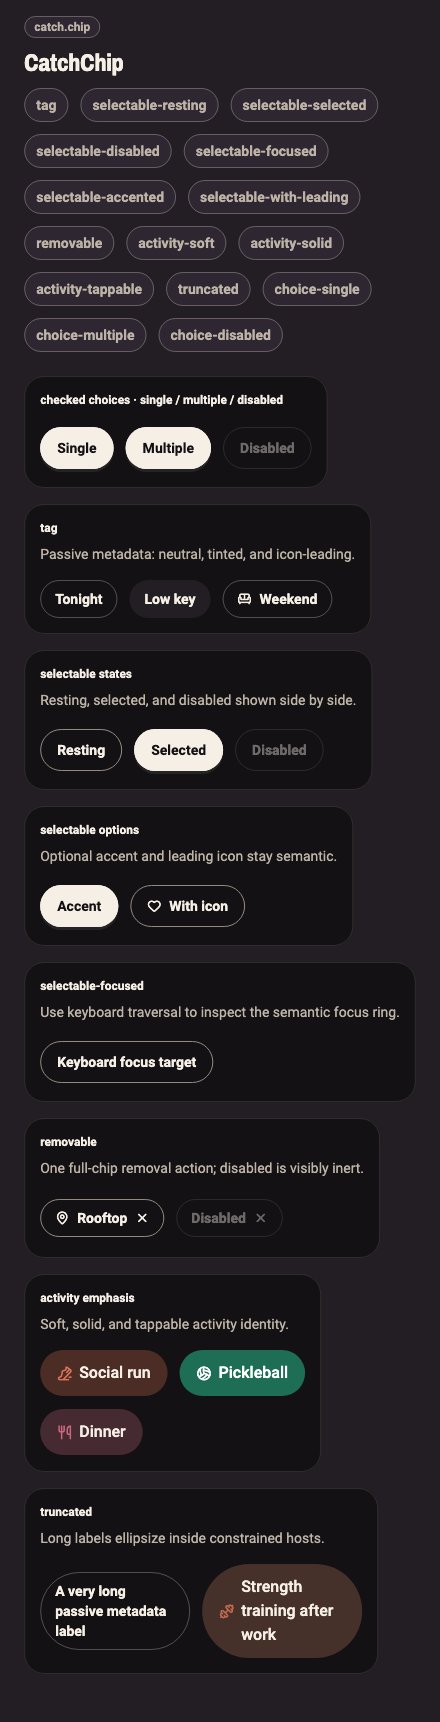 catch.chip
CatchChip
tag selectable-resting selectable-selected
selectable-disabled selectable-focused
selectable-accented selectable-with-leading
removable activity-soft activity-solid
activity-tappable truncated choice-single
choice-multiple choice-disabled
checked choices · single / multiple / disabled
Single Multiple Disabled
tag
Passive metadata: neutral, tinted, and icon-leading.
Tonight Low key Weekend
selectable states
Resting, selected, and disabled shown side by side.
Resting Selected Disabled
selectable options
Optional accent and leading icon stay semantic.
Accent With icon
selectable-focused
Use keyboard traversal to inspect the semantic focus ring.
Keyboard focus target
removable
One full-chip removal action; disabled is visibly inert.
Rooftop Disabled
activity emphasis
Soft, solid, and tappable activity identity.
Social run Pickleball
Dinner
truncated
Long labels ellipsize inside constrained hosts.
A very long
passive metadata
label
Strength
training after
work